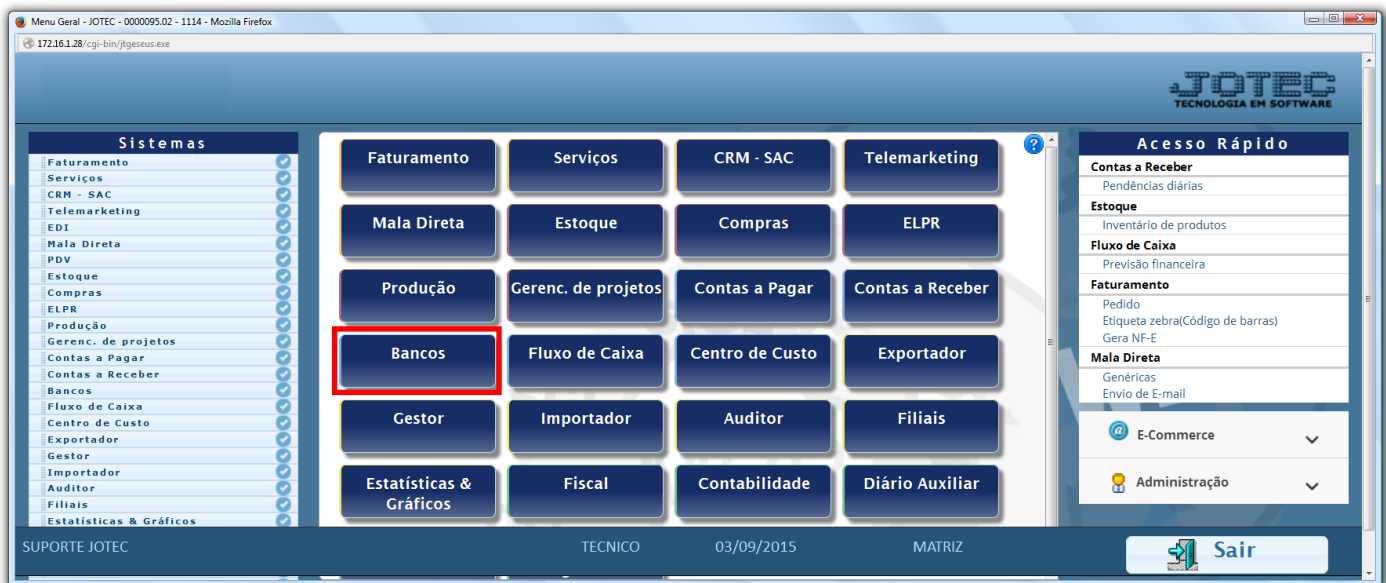 Menu Geral - JOTEC - 0000095.02 - 1114 - Mozilla Firefox
172.16.1.28/cgi-bin/jtgeseus.exe
JOTEC
TECNOLOGIA EM SOFTWARE
Sistemas
Faturamento
Serviços
CRM - SAC
Telemarketing
EDI
Mala Direta
PDV
Estoque
Compras
ELPR
Produção
Gerenc. de projetos
Contas a Pagar
Contas a Receber
Bancos
Fluxo de Caixa
Centro de Custo
Exportador
Gestor
Importador
Auditor
Filiais
Estatísticas & Gráficos
Faturamento
Serviços
CRM - SAC
Telemarketing
Mala Direta
Estoque
Compras
ELPR
Produção
Gerenc. de projetos
Contas a Pagar
Contas a Receber
Bancos
Fluxo de Caixa
Centro de Custo
Exportador
Gestor
Importador
Auditor
Filiais
Estatísticas &
Gráficos
Fiscal
Contabilidade
Diário Auxiliar
?
Acesso Rápido
Contas a Receber
Pendências diárias
Estoque
Inventário de produtos
Fluxo de Caixa
Previsão financeira
Faturamento
Pedido
Etiqueta zebra(Código de barras)
Gera NF-E
Mala Direta
Genéricas
Envio de E-mail
@ E-Commerce
Administração
SUPORTE JOTEC
TECNICO
03/09/2015
MATRIZ
Sair